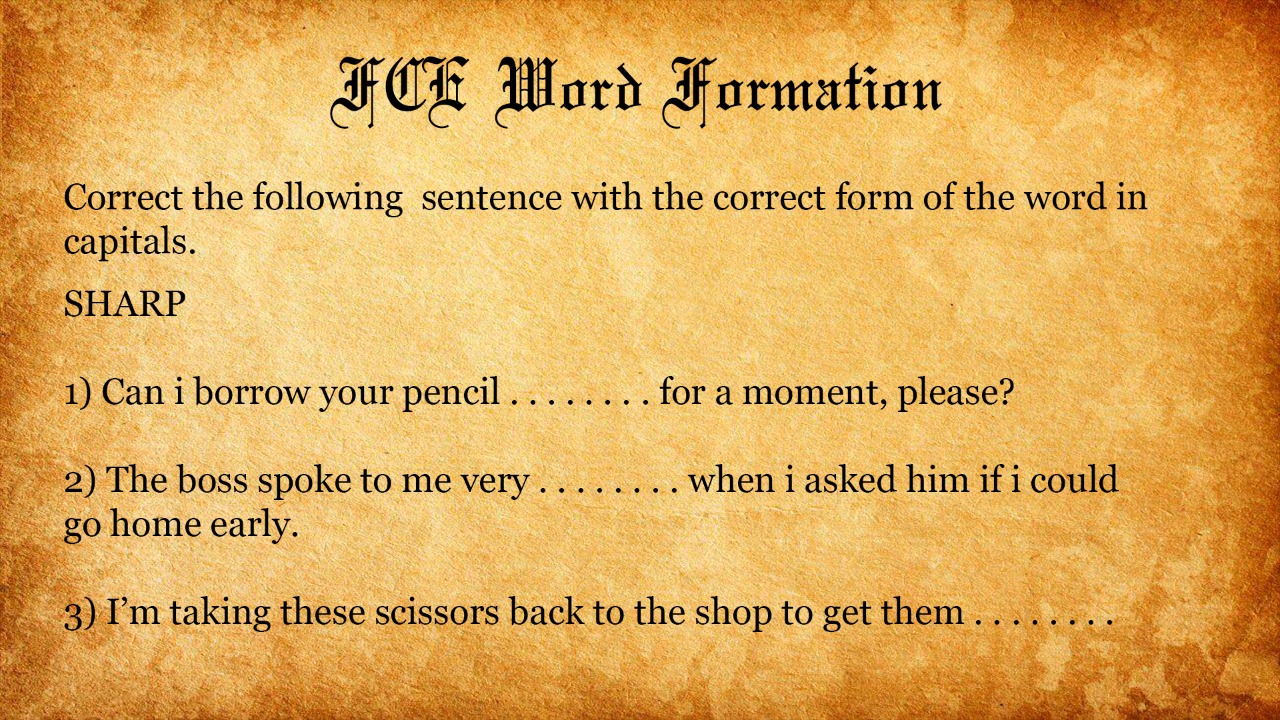 FCE Word Formation
Correct the following  sentence with the correct form of the word in
capitals.
SHARP
1) Can i borrow your pencil . . . . . . . . for a moment, please?
2) The boss spoke to me very . . . . . . . . when i asked him if i could
go home early.
3) I’m taking these scissors back to the shop to get them . . . . . . . .